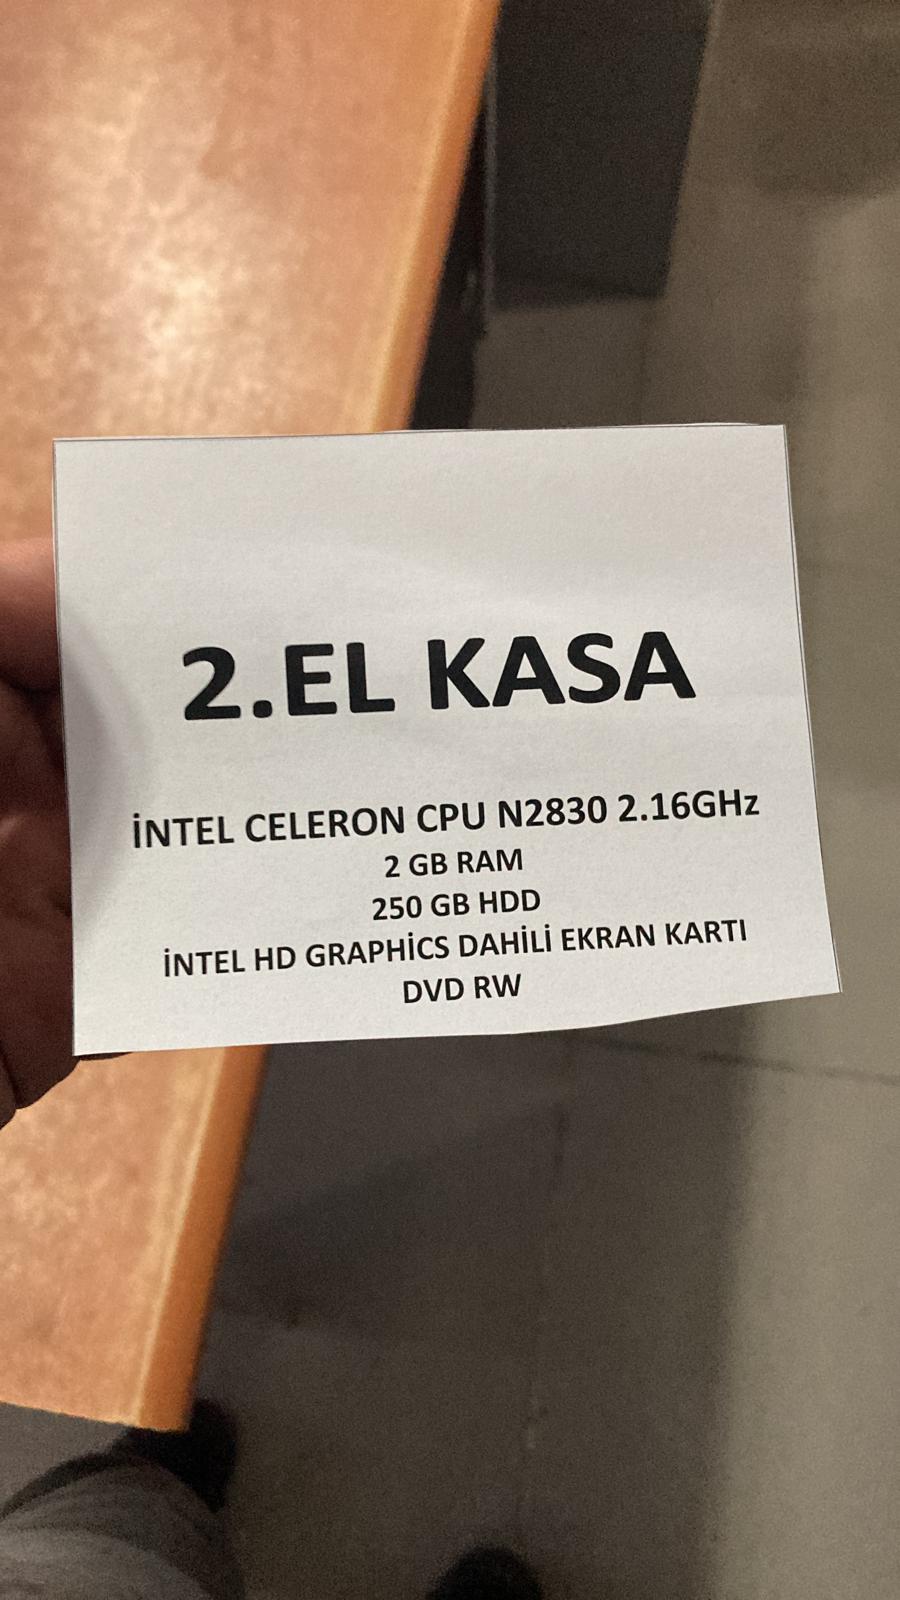 2.EL KASA
İNTEL CELERON CPU N2830 2.16GHz
2 GB RAM
250 GB HDD
İNTEL HD GRAPHİCS DAHİLİ EKRAN KARTI
DVD RW